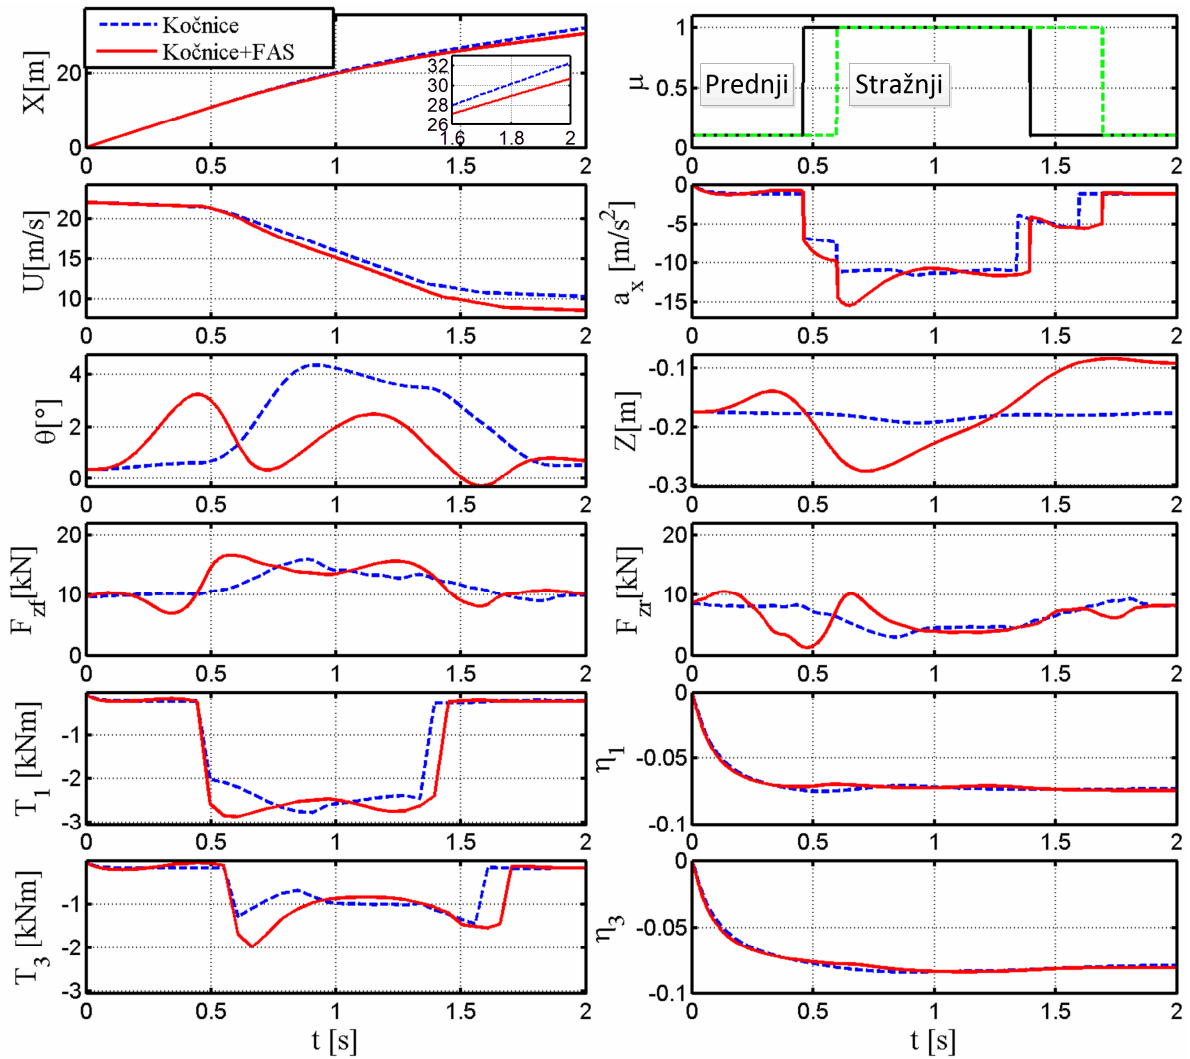 Kočnice
Kočnice+FAS
X[m]
20
0
32
30
28
26
1.6 1.8 2
0 0.5 1 1.5 2
μ
1
0.5
0
Prednji
Stražnji
0 0.5 1 1.5 2
U[m/s]
20
15
10
0 0.5 1 1.5 2
a_x [m/s²]
0
-5
-10
-15
0 0.5 1 1.5 2
θ[°]
4
2
0
0 0.5 1 1.5 2
Z[m]
-0.1
-0.2
-0.3
0 0.5 1 1.5 2
F_zf[kN]
20
10
0
0 0.5 1 1.5 2
F_zr[kN]
20
10
0
0 0.5 1 1.5 2
T_1 [kNm]
-1
-2
-3
0 0.5 1 1.5 2
η_1
0
-0.05
-0.1
0 0.5 1 1.5 2
T_3 [kNm]
-1
-2
-3
0 0.5 1 1.5 2
t [s]
η_3
0
-0.05
-0.1
0 0.5 1 1.5 2
t [s]